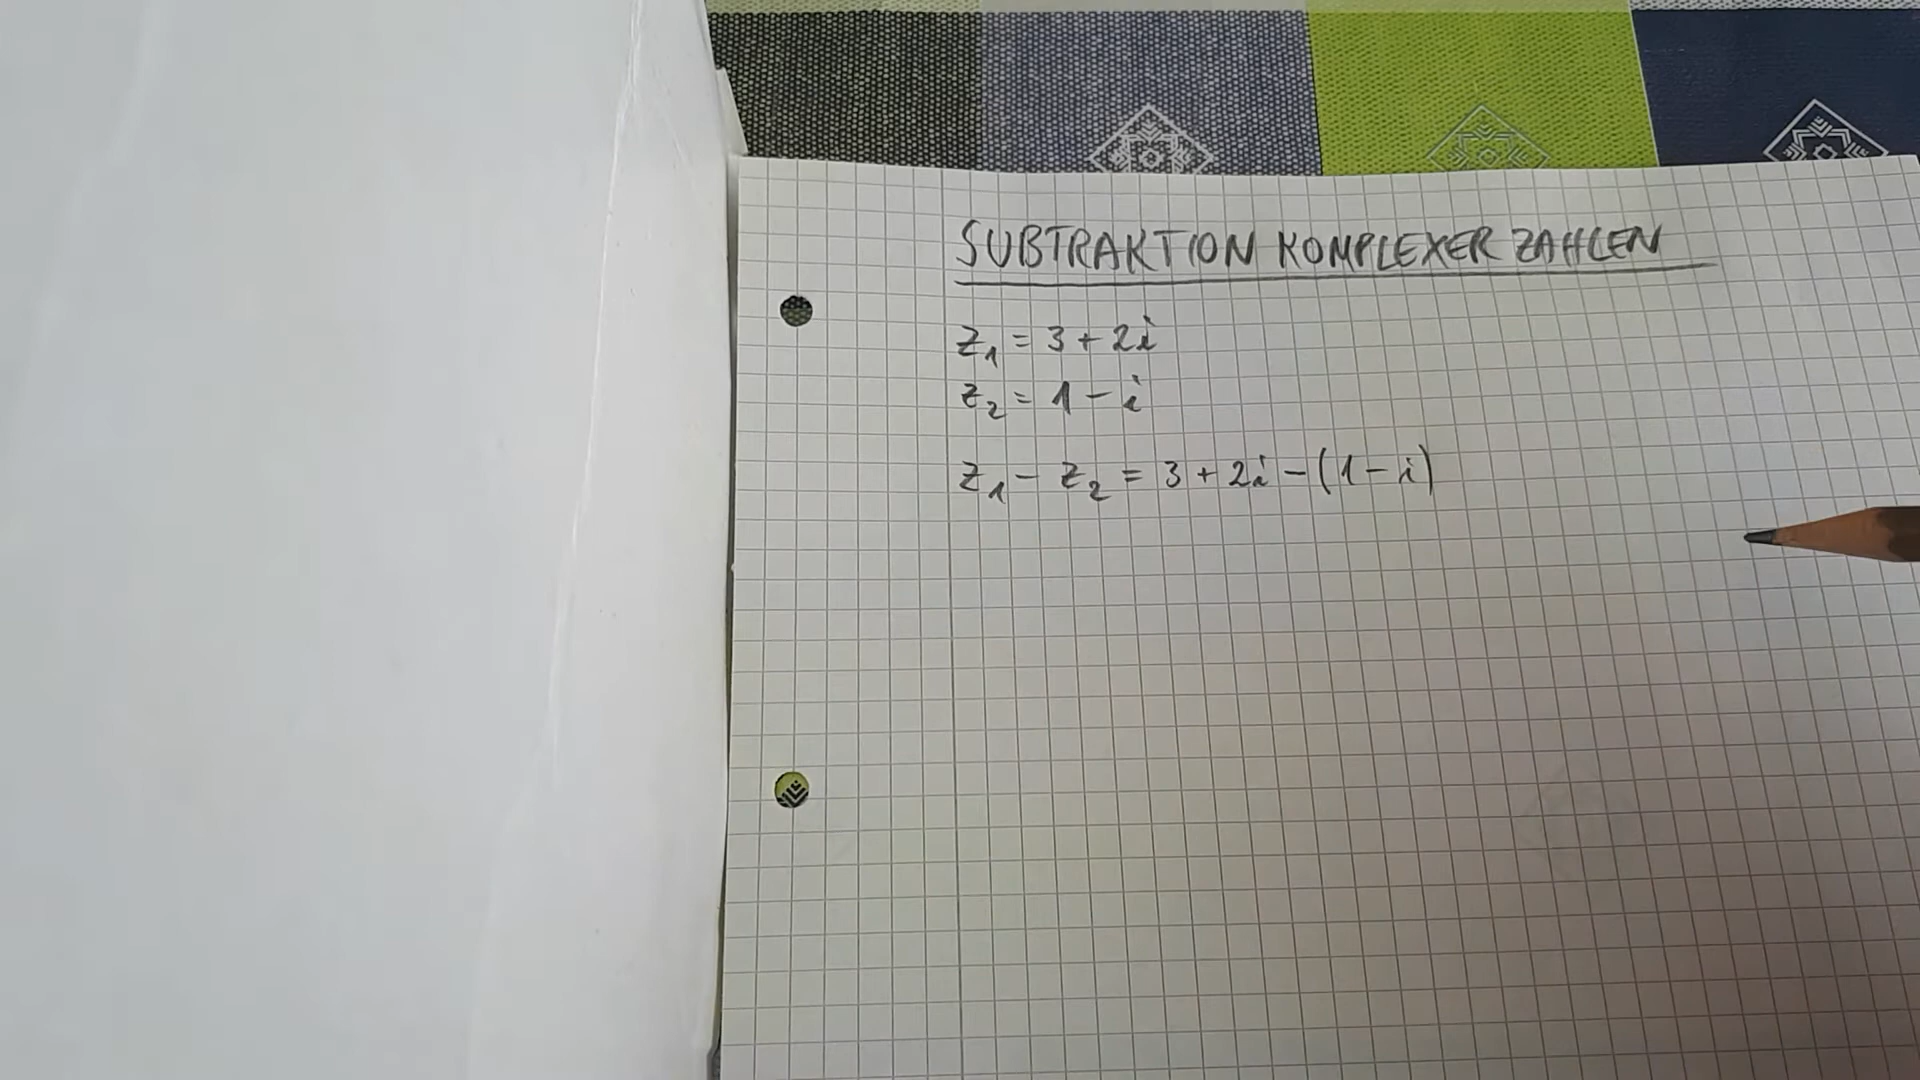 SUBTRAKTION KOMPLEXER ZAHLEN
z₁ = 3 + 2i
z₂ = 1 - i
z₁ - z₂ = 3 + 2i - (1 - i)